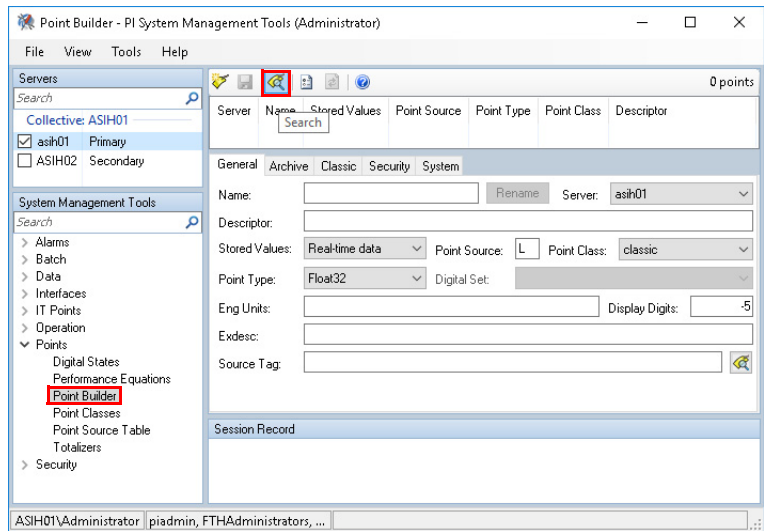 Point Builder - PI System Management Tools (Administrator)
File View Tools Help
Servers
Search
Collective: ASIH01
asih01 Primary
ASIH02 Secondary
System Management Tools
Search
Alarms
Batch
Data
Interfaces
IT Points
Operation
Points
Digital States
Performance Equations
Point Builder
Point Classes
Point Source Table
Totalizers
Security
0 points
Server Name Stored Values Point Source Point Type Point Class Descriptor
Search
General Archive Classic Security System
Name: Rename Server: asih01
Descriptor:
Stored Values: Real-time data Point Source: L Point Class: classic
Point Type: Float32 Digital Set:
Eng Units: Display Digits: -5
Exdesc:
Source Tag:
Session Record
ASIH01\Administrator piadmin, FTHAdministrators, ...